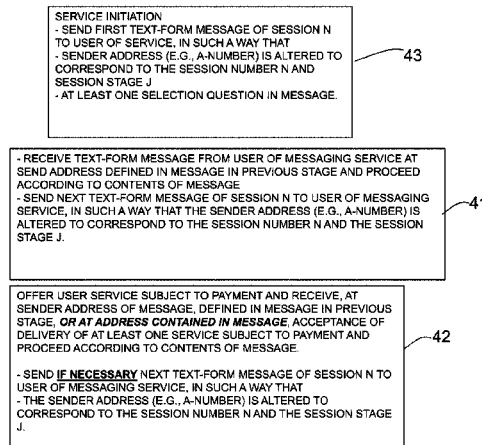 SERVICE INITIATION
- SEND FIRST TEXT-FORM MESSAGE OF SESSION N
TO USER OF SERVICE, IN SUCH A WAY THAT
- SENDER ADDRESS (E.G., A-NUMBER) IS ALTERED TO
CORRESPOND TO THE SESSION NUMBER N AND
SESSION STAGE J
- AT LEAST ONE SELECTION QUESTION IN MESSAGE.
43
- RECEIVE TEXT-FORM MESSAGE FROM USER OF MESSAGING SERVICE AT
SEND ADDRESS DEFINED IN MESSAGE IN PREVIOUS STAGE AND PROCEED
ACCORDING TO CONTENTS OF MESSAGE
- SEND NEXT TEXT-FORM MESSAGE OF SESSION N TO USER OF MESSAGING
SERVICE, IN SUCH A WAY THAT THE SENDER ADDRESS (E.G., A-NUMBER) IS
ALTERED TO CORRESPOND TO THE SESSION NUMBER N AND THE SESSION
STAGE J.
41
OFFER USER SERVICE SUBJECT TO PAYMENT AND RECEIVE, AT
SENDER ADDRESS OF MESSAGE, DEFINED IN MESSAGE IN PREVIOUS
STAGE, OR AT ADDRESS CONTAINED IN MESSAGE, ACCEPTANCE OF
DELIVERY OF AT LEAST ONE SERVICE SUBJECT TO PAYMENT AND
PROCEED ACCORDING TO CONTENTS OF MESSAGE.
- SEND IF NECESSARY NEXT TEXT-FORM MESSAGE OF SESSION N TO
USER OF MESSAGING SERVICE, IN SUCH A WAY THAT
- THE SENDER ADDRESS (E.G., A-NUMBER) IS ALTERED TO
CORRESPOND TO THE SESSION NUMBER N AND THE SESSION STAGE
J.
42